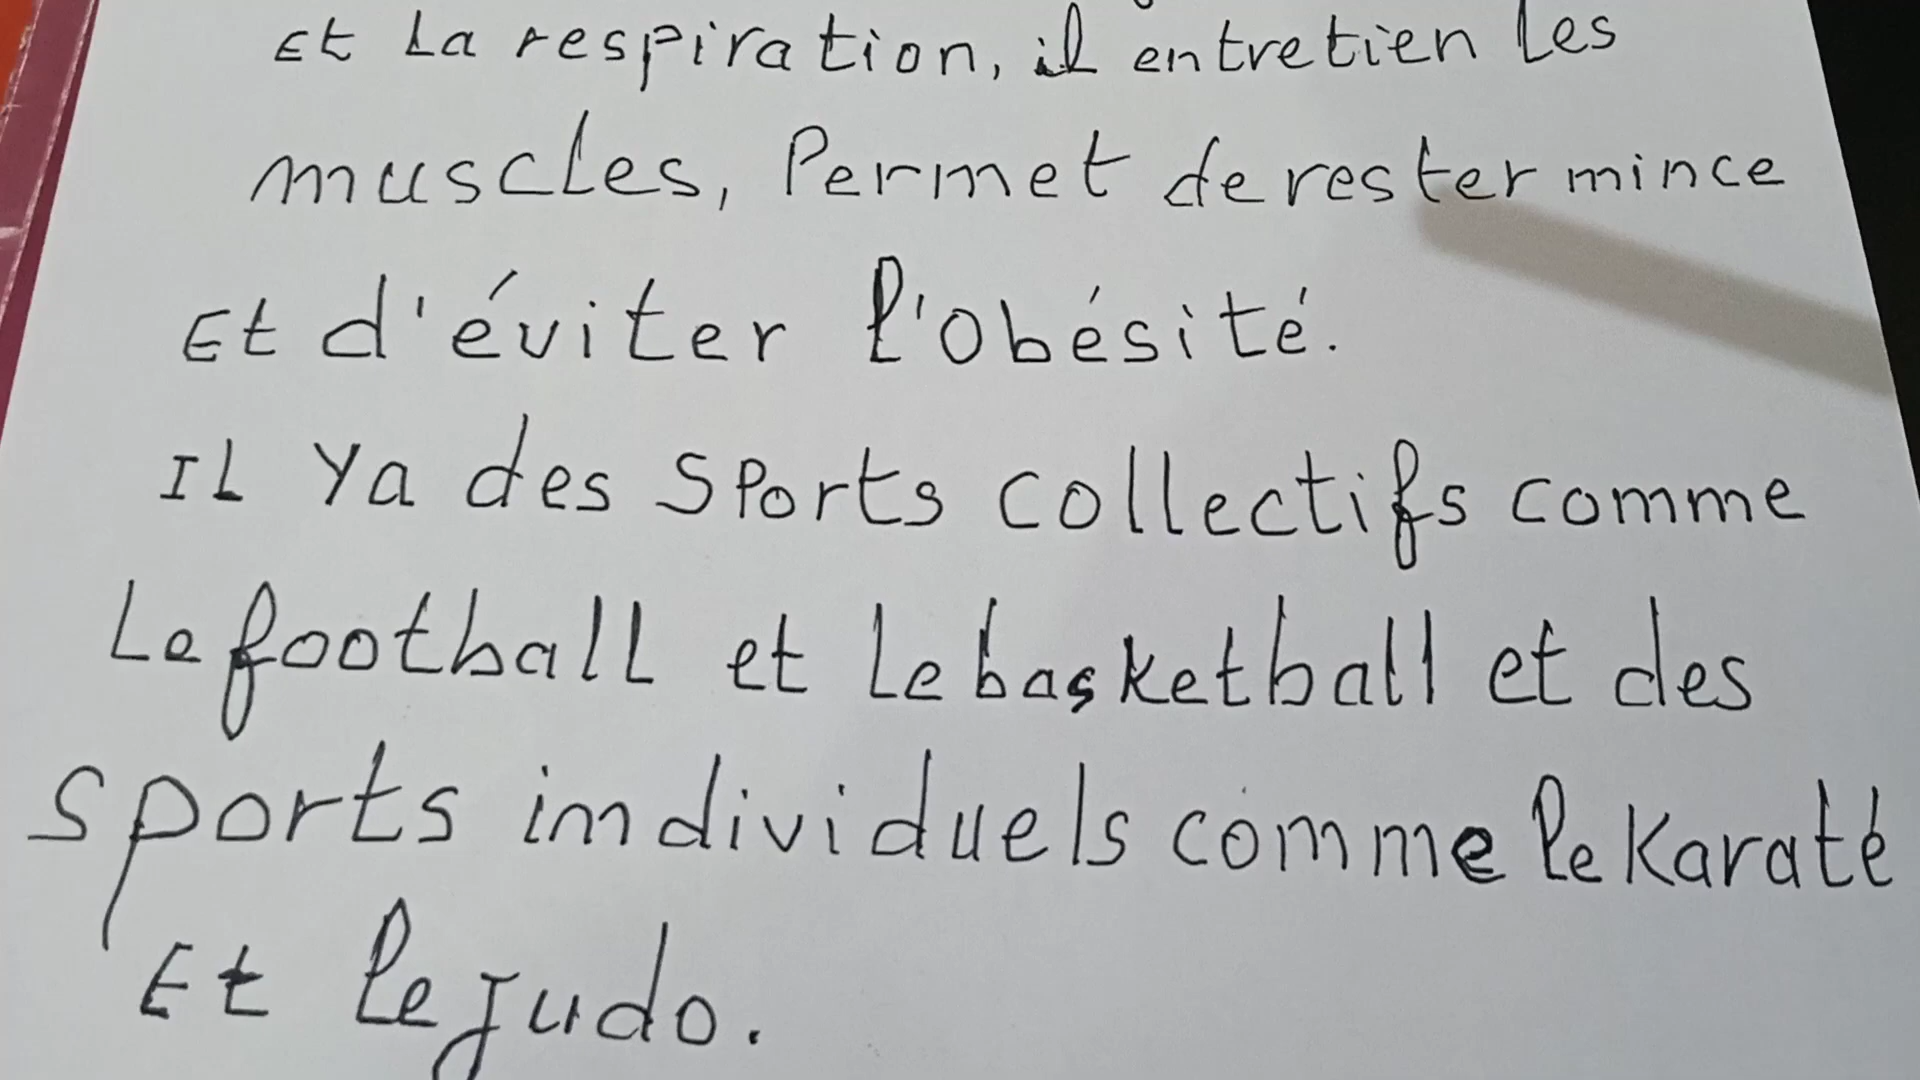 Et La respiration, il entretien les
muscles, Permet de rester mince
Et d'éviter l'obésité.
IL Ya des Sports collectifs comme
Le football et Le basketball et des
sports imdividuels comme le Karaté
Et le judo.